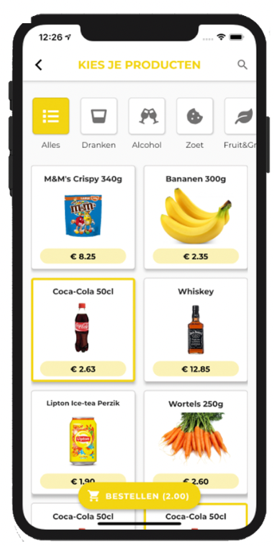 12:26
KIES JE PRODUCTEN
Alles
Dranken
Alcohol
Zoet
Fruit&Gr
M&M's Crispy 340g
Bananen 300g
m&m's
€ 8.25
€ 2.35
Coca-Cola 50cl
Whiskey
€ 2.63
€ 12.85
Lipton Ice-tea Perzik
Wortels 250g
Lipton
€ 1.90
€ 2.60
BESTELLEN (2.00)
Coca-Cola 50cl
Coca-Cola 50cl